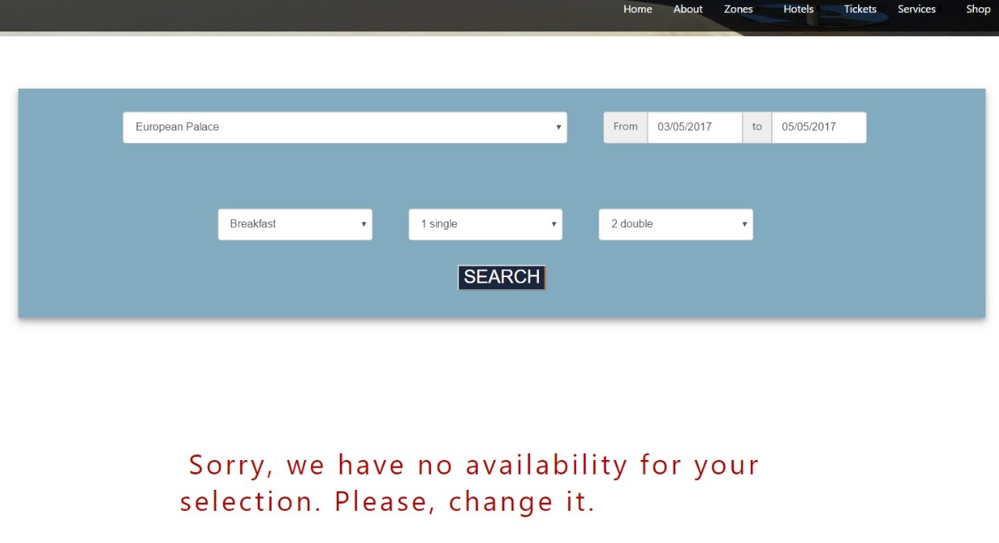 Home About Zones Hotels Tickets Services Shop
European Palace From 03/05/2017 to 05/05/2017
Breakfast 1 single 2 double
SEARCH
Sorry, we have no availability for your
selection. Please, change it.